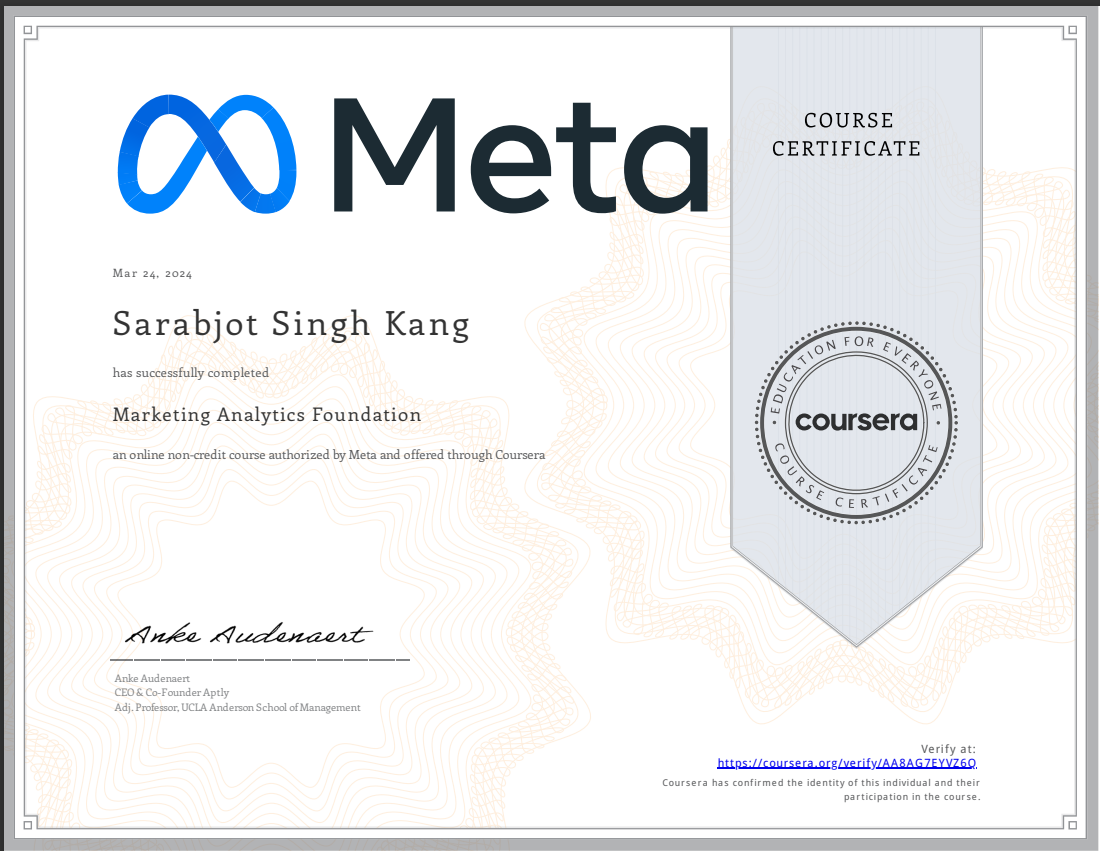 Meta
COURSE
CERTIFICATE
Mar 24, 2024
Sarabjot Singh Kang
has successfully completed
Marketing Analytics Foundation
an online non-credit course authorized by Meta and offered through Coursera
EDUCATION FOR EVERYONE
coursera
COURSE CERTIFICATE
Anke Audenaert
Anke Audenaert
CEO & Co-Founder Aptly
Adj. Professor, UCLA Anderson School of Management
Verify at:
https://coursera.org/verify/AA8AG7EYVZ6Q
Coursera has confirmed the identity of this individual and their
participation in the course.